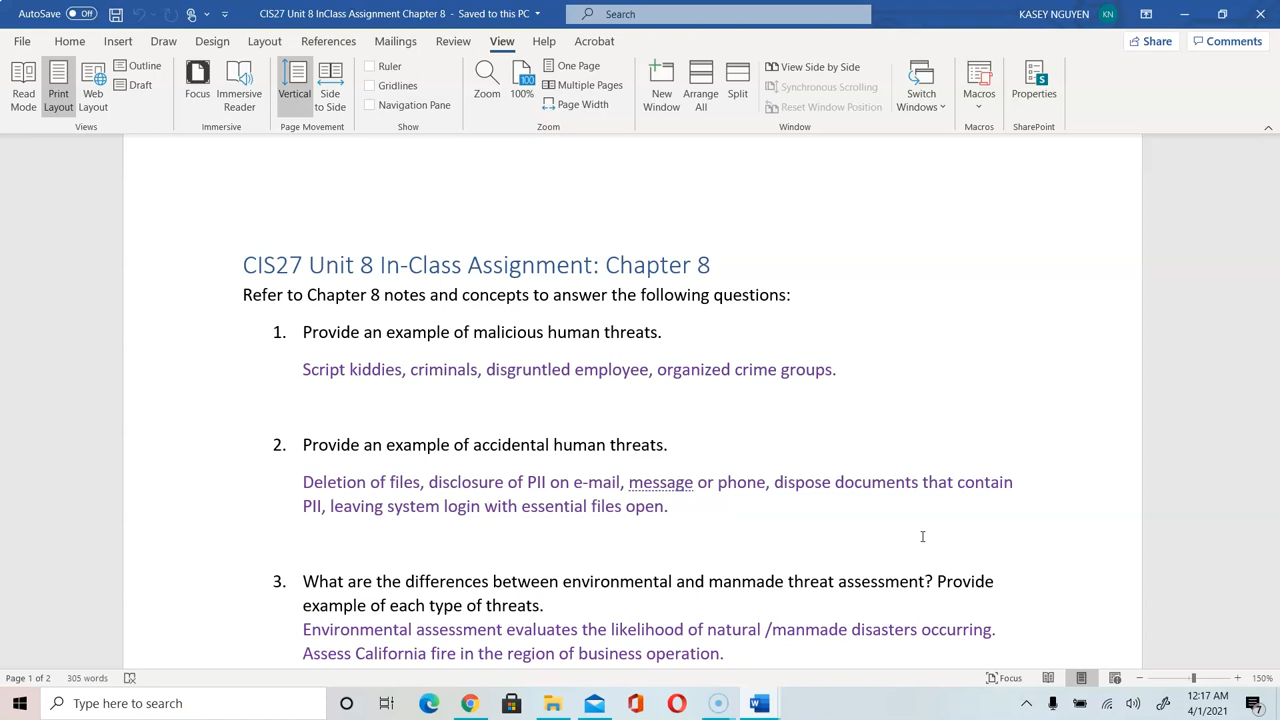 AutoSave Off CIS27 Unit 8 In-Class Assignment: Chapter 8 - Saved to this PC Search KASEY NGUYEN KN
File Home Insert Draw Design Layout References Mailings Review View Help Acrobat Share Comments
Read Mode
Print Layout
Web Layout
Outline
Draft
Views
Focus
Immersive Reader
Immersive
Vertical
Side to Side
Page Movement
Ruler
Gridlines
Navigation Pane
Show
Zoom
100
100%
One Page
Multiple Pages
Page Width
Zoom
New Window
Arrange All
Split
View Side by Side
Synchronous Scrolling
Reset Window Position
Window
Switch Windows
Macros
Macros
Properties
SharePoint
CIS27 Unit 8 In-Class Assignment: Chapter 8
Refer to Chapter 8 notes and concepts to answer the following questions:
1. Provide an example of malicious human threats.
Script kiddies, criminals, disgruntled employee, organized crime groups.
2. Provide an example of accidental human threats.
Deletion of files, disclosure of PII on e-mail, message or phone, dispose documents that contain
PII, leaving system login with essential files open.
3. What are the differences between environmental and manmade threat assessment? Provide
example of each type of threats.
Environmental assessment evaluates the likelihood of natural /manmade disasters occurring.
Assess California fire in the region of business operation.
Page 1 of 2 305 words Focus 150%
Type here to search 12:17 AM
4/1/2021 7